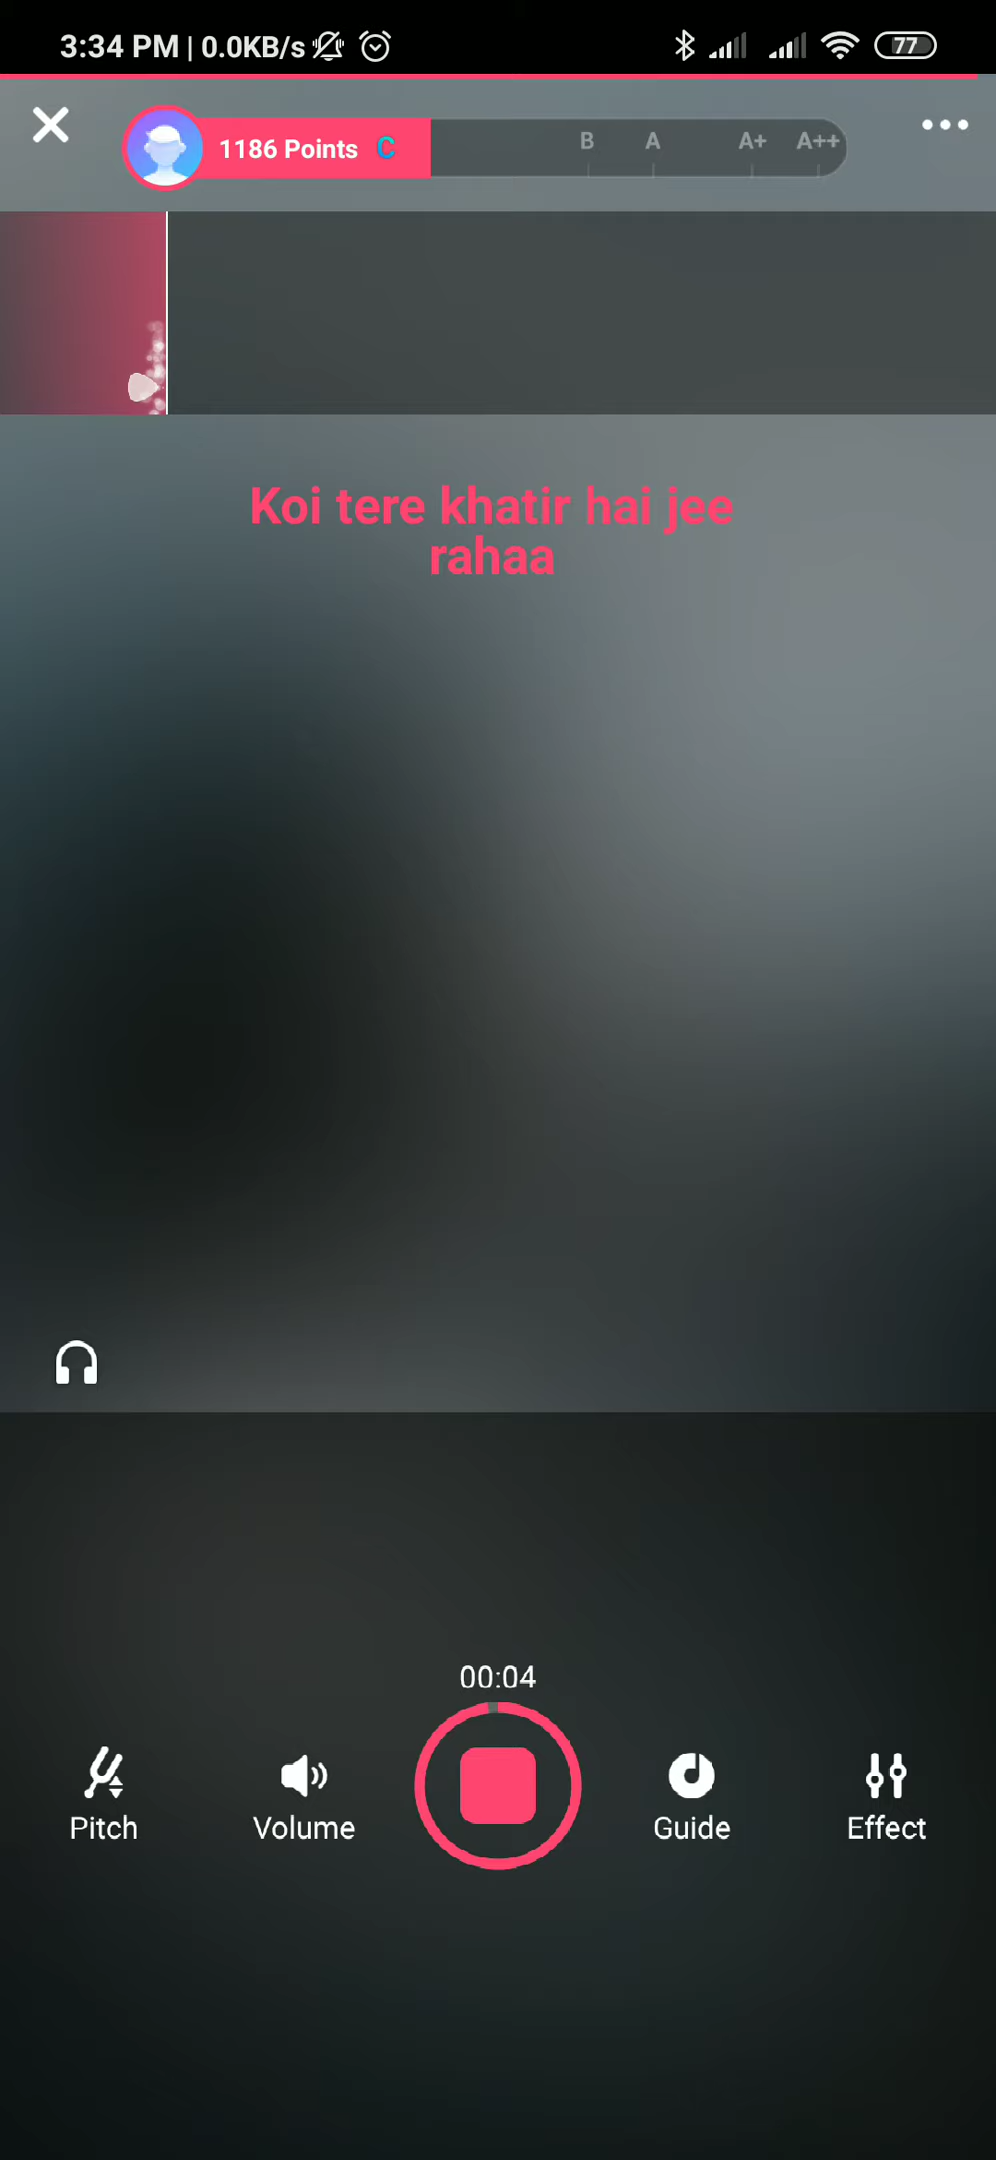 3:34 PM | 0.0KB/s 77
1186 Points C B A A+ A++
Koi tere khatir hai jee
rahaa
00:04
Pitch Volume Guide Effect